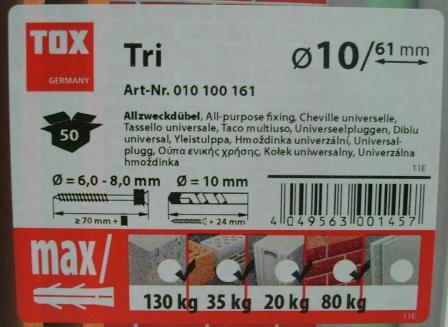 TOX
GERMANY
Tri
ø10/61 mm
Art-Nr. 010 100 161
50
Allzweckdübel, All-purpose fixing, Cheville universelle,
Tassello universale, Taco multiuso, Universeelpluggen, Diblu
universal, Yleistulppa, Hmoždinka univerzální, Universal-
plugg, Ούπα ενικής χρήσης, Kołek uniwersalny, Univerzálna
hmoždinka
11E
Ø = 6,0 - 8,0 mm
Ø = 10 mm
≥ 70 mm +
+ 24 mm
4 049563 001457
max/
130 kg 35 kg 20 kg 80 kg
11E